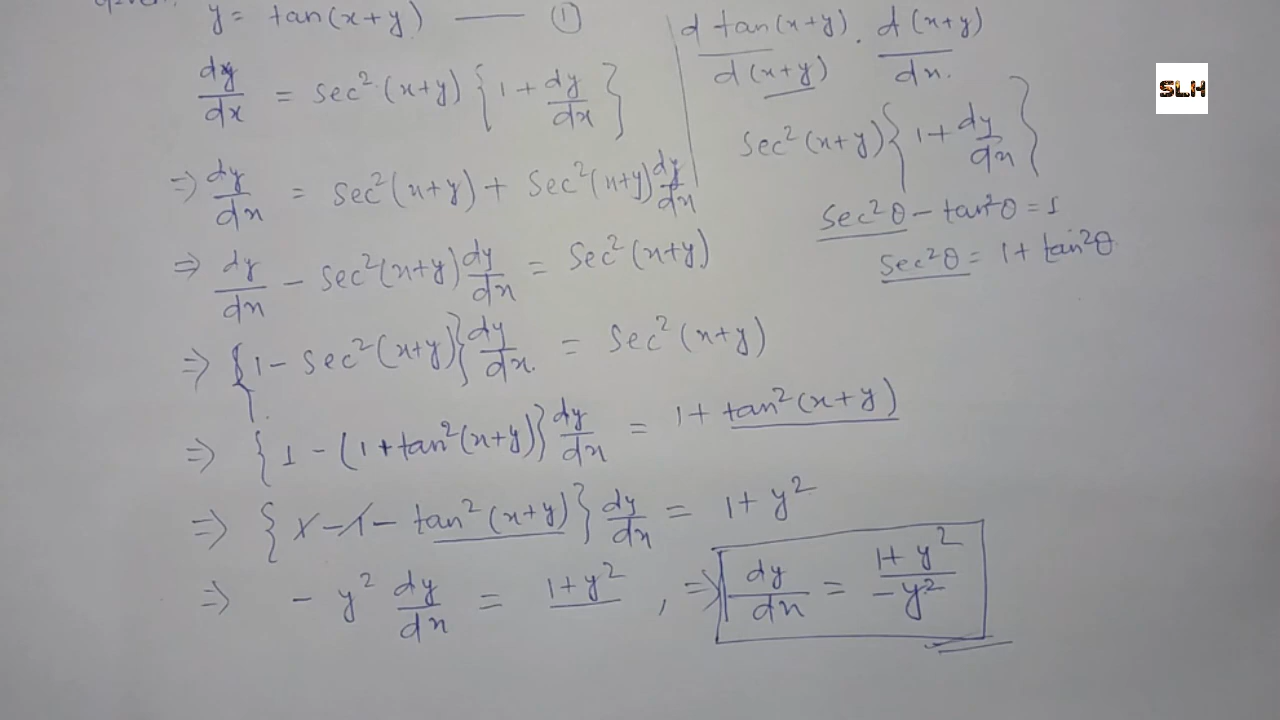 y = tan(x+y) —— ①
dy/dx = sec²(x+y) { 1 + dy/dx }
⇒ dy/dx = sec²(x+y) + sec²(x+y) dy/dx
⇒ dy/dx - sec²(x+y) dy/dx = sec²(x+y)
⇒ { 1 - sec²(x+y) } dy/dx = sec²(x+y)
⇒ { 1 - (1 + tan²(x+y) } dy/dx = 1 + tan²(x+y)
⇒ { 1 - 1 - tan²(x+y) } dy/dx = 1 + y²
⇒ - y² dy/dx = 1 + y² , ⇒ dy/dx = 1 + y² / -y²
d tan(x+y) / d(x+y) . d(x+y) / dx.
sec²(x+y) { 1 + dy/dx }
sec²θ - tan²θ = 1
sec²θ = 1 + tan²θ
SLH